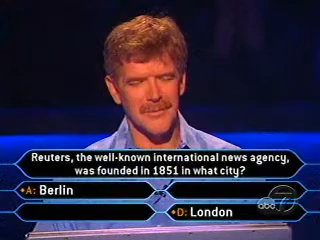 Reuters, the well-known international news agency,
was founded in 1851 in what city?
A: Berlin
D: London
abc 7